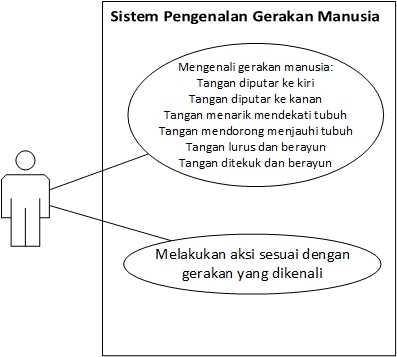 Sistem Pengenalan Gerakan Manusia
Mengenali gerakan manusia:
Tangan diputar ke kiri
Tangan diputar ke kanan
Tangan menarik mendekati tubuh
Tangan mendorong menjauhi tubuh
Tangan lurus dan berayun
Tangan ditekuk dan berayun
Melakukan aksi sesuai dengan
gerakan yang dikenali